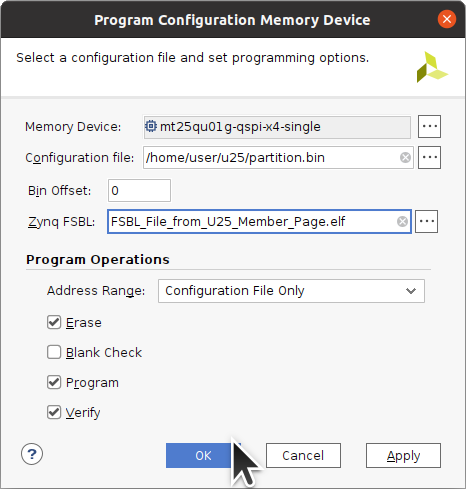 Program Configuration Memory Device
Select a configuration file and set programming options.
Memory Device: mt25qu01g-qspi-x4-single ...
Configuration file: /home/user/u25/partition.bin ...
Bin Offset: 0
Zynq FSBL: FSBL_File_from_U25_Member_Page.elf ...
Program Operations
Address Range: Configuration File Only
Erase
Blank Check
Program
Verify
? OK Cancel Apply